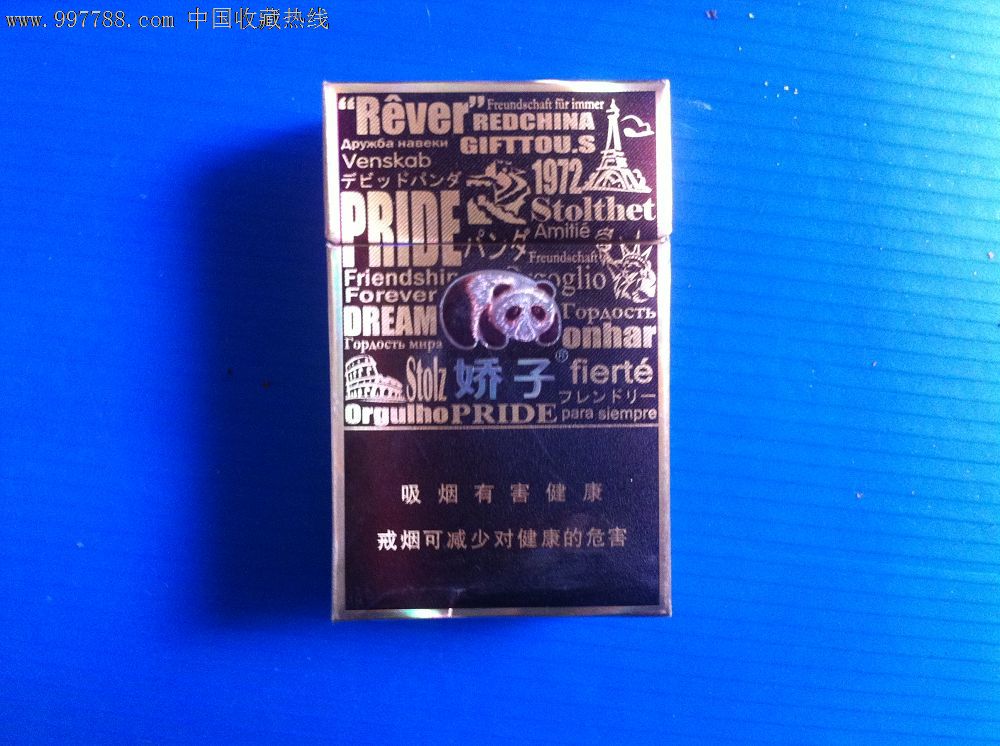 www.997788.com 中国收藏热线
“Rêver”
Freundschaft für immer
REDCHINA
GIFTTOU.S
Дружба навеки
Venskab
デビッドパンダ
1972
PRIDE
Stolthet
Amitié
パンダ
Freundschaft
Friendship
goglio
Forever
Гордость
DREAM
onhar
Гордость мира
Stolz
娇子®
fierté
フレンドリー
Orgulho PRIDE para siempre
吸烟有害健康
戒烟可减少对健康的危害